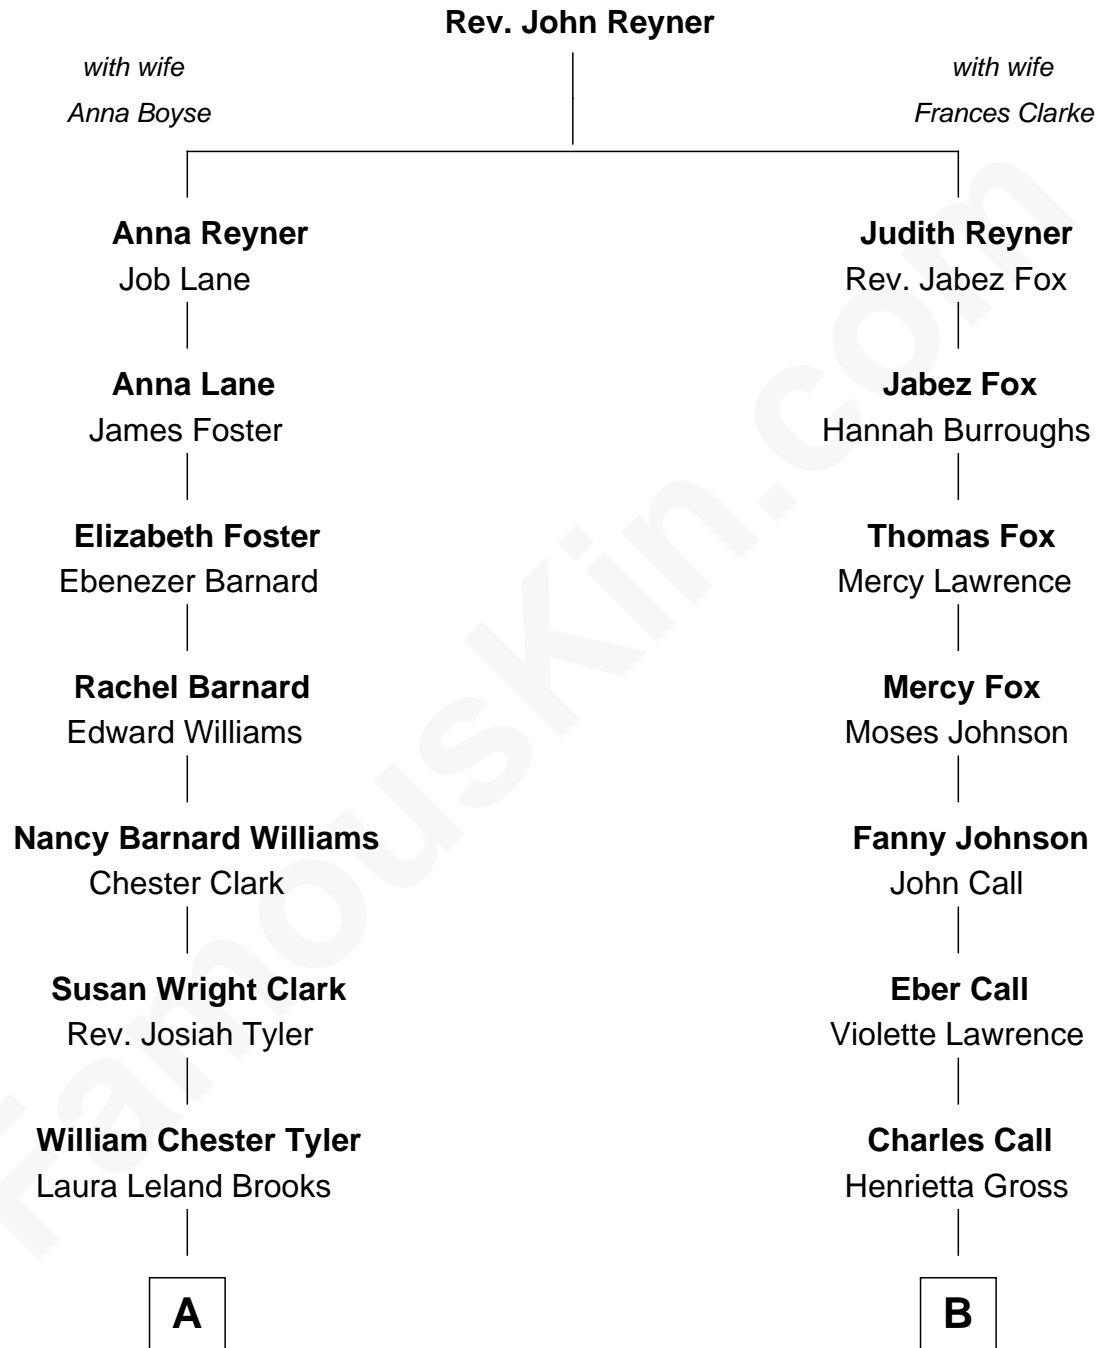 Rev. John Reyner
with wife
Anna Boyse
with wife
Frances Clarke
Anna Reyner
Job Lane
Judith Reyner
Rev. Jabez Fox
Anna Lane
James Foster
Jabez Fox
Hannah Burroughs
Elizabeth Foster
Ebenezer Barnard
Thomas Fox
Mercy Lawrence
Rachel Barnard
Edward Williams
Mercy Fox
Moses Johnson
Nancy Barnard Williams
Chester Clark
Fanny Johnson
John Call
Susan Wright Clark
Rev. Josiah Tyler
Eber Call
Violette Lawrence
William Chester Tyler
Laura Leland Brooks
Charles Call
Henrietta Gross
A
B
FamousKin.com